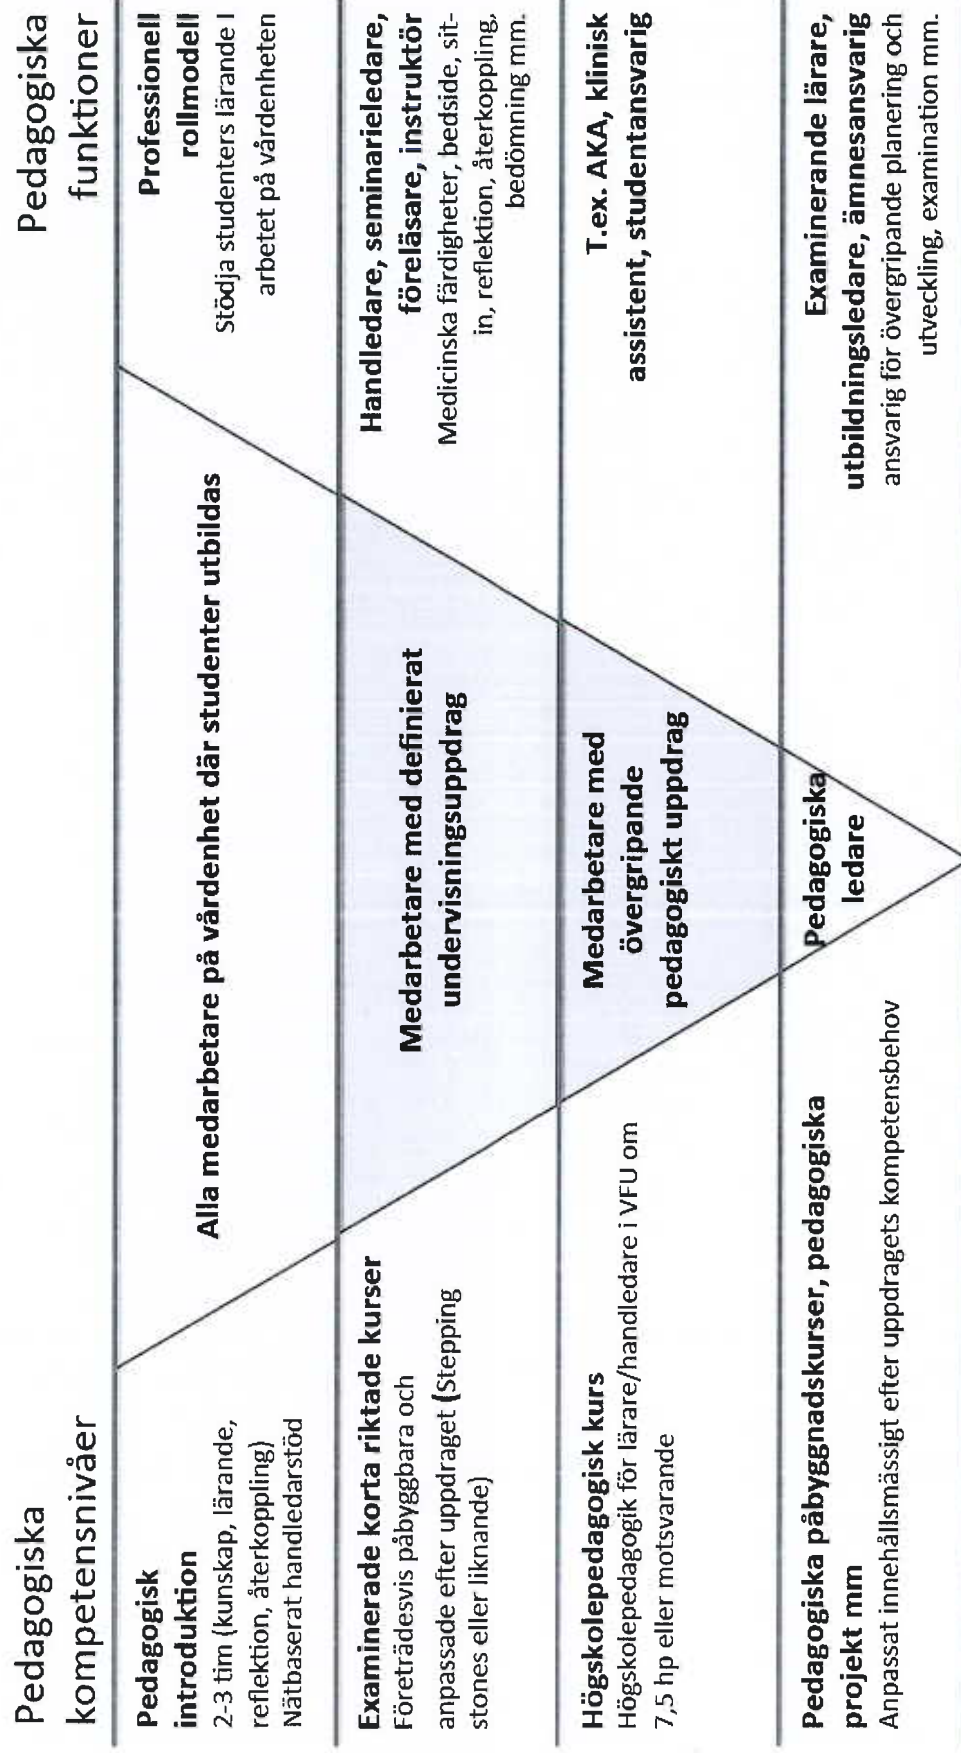 Pedagogiska
kompetensnivåer
Pedagogiska
funktioner
Pedagogisk
introduktion
2-3 tim (kunskap, lärande,
reflektion, återkoppling)
Nätbaserat handledarstöd
Alla medarbetare på vårdenhet där studenter utbildas
Professionell
rollmodell
Stödja studenters lärande I
arbetet på vårdenheten
Examinerade korta riktade kurser
Företrädesvis påbyggbara och
anpassade efter uppdraget (Stepping
stones eller liknande)
Medarbetare med definierat
undervisningsuppdrag
Handledare, seminarieledare,
föreläsare, instruktör
Medicinska färdigheter, bedside, sit-
in, reflektion, återkoppling,
bedömning mm.
Högskolepedagogisk kurs
Högskolepedagogik för lärare/handledare i VFU om
7,5 hp eller motsvarande
Medarbetare med
övergripande
pedagogiskt uppdrag
T.ex. AKA, klinisk
assistent, studentansvarig
Pedagogiska påbyggnadskurser, pedagogiska
projekt mm
Anpassat innehållsmässigt efter uppdragets kompetensbehov
Pedagogiska
ledare
Examinerande lärare,
utbildningsledare, ämnesansvarig
ansvarig för övergripande planering och
utveckling, examination mm.